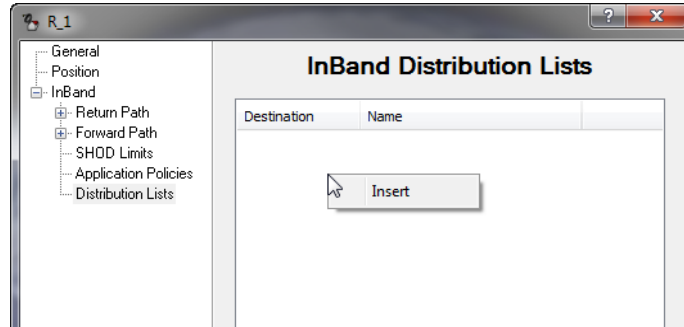 R_1
?
General
Position
InBand
Return Path
Forward Path
SHOD Limits
Application Policies
Distribution Lists
InBand Distribution Lists
Destination Name
Insert